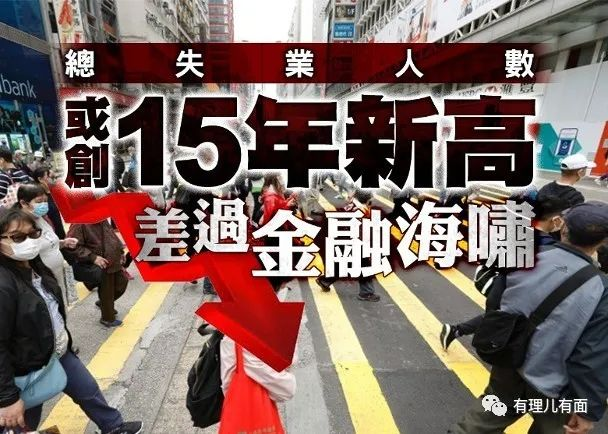 總失業人數
或創15年新高
差過金融海嘯
bank
有理儿有面